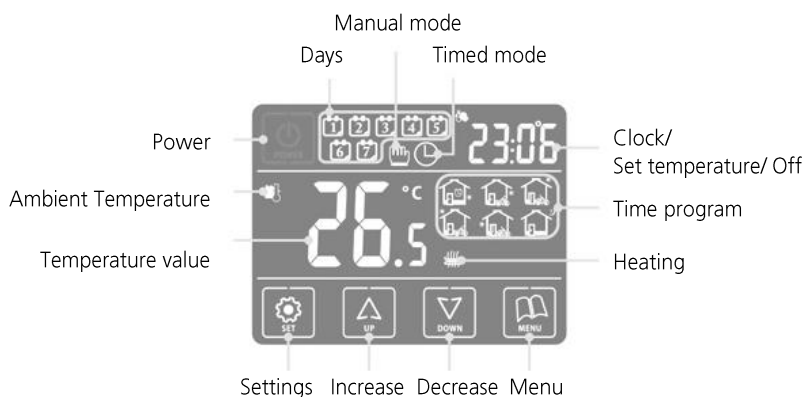 Manual mode
Days
Timed mode
Power
POWER
1 2 3 4 5
6 7
23:06
Clock/
Set temperature/ Off
Ambient Temperature
26.5 °C
Time program
Temperature value
Heating
SET
UP
DOWN
MENU
Settings Increase Decrease Menu